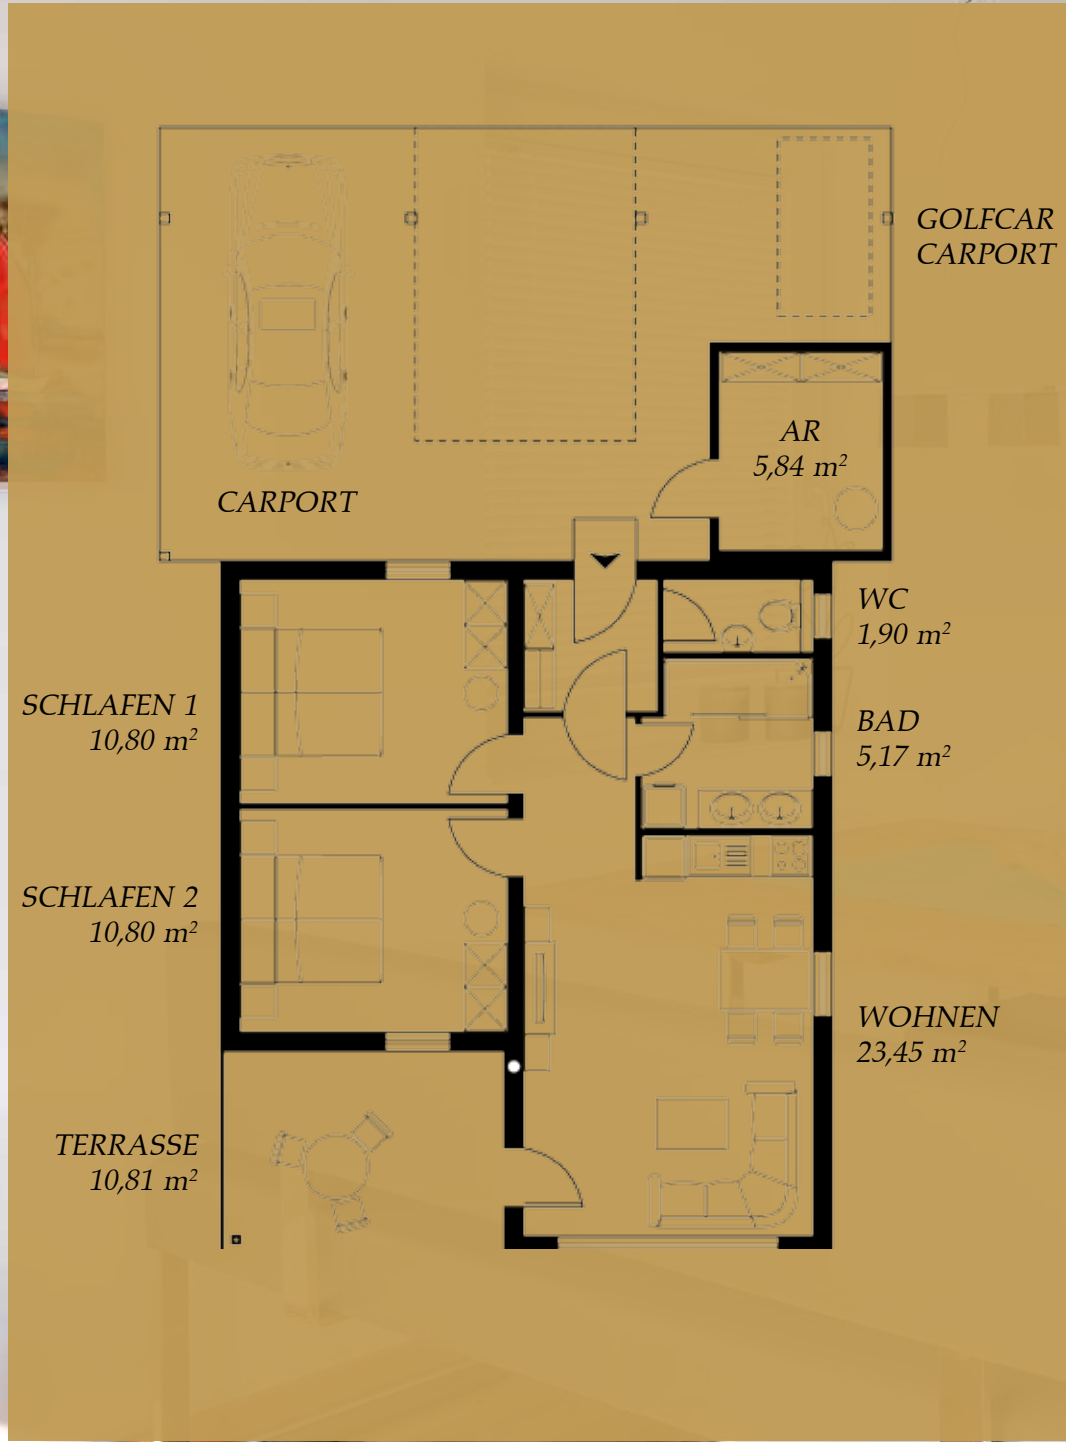 GOLFCAR
CARPORT
AR
5,84 m²
CARPORT
WC
1,90 m²
SCHLAFEN 1
10,80 m²
BAD
5,17 m²
SCHLAFEN 2
10,80 m²
WOHNEN
23,45 m²
TERRASSE
10,81 m²